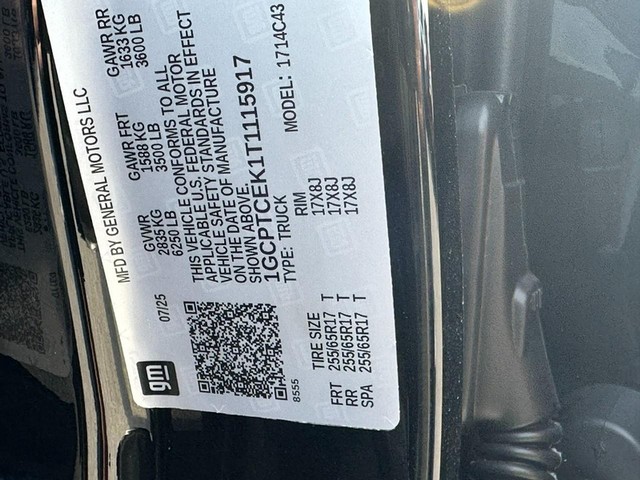 gm
07/25
MFD BY GENERAL MOTORS LLC
GVWR GAWR FRT GAWR RR
2835 KG 1588 KG 1633 KG
6250 LB 3500 LB 3600 LB
THIS VEHICLE CONFORMS TO ALL
APPLICABLE U.S. FEDERAL MOTOR
VEHICLE SAFETY STANDARDS IN EFFECT
ON THE DATE OF MANUFACTURE
SHOWN ABOVE.
1GCPTCEK1T1115917
TYPE: TRUCK MODEL: 1714C43
8555
TIRE SIZE RIM
FRT 255/65R17 T 17X8J
RR 255/65R17 T 17X8J
SPA 255/65R17 T 17X8J